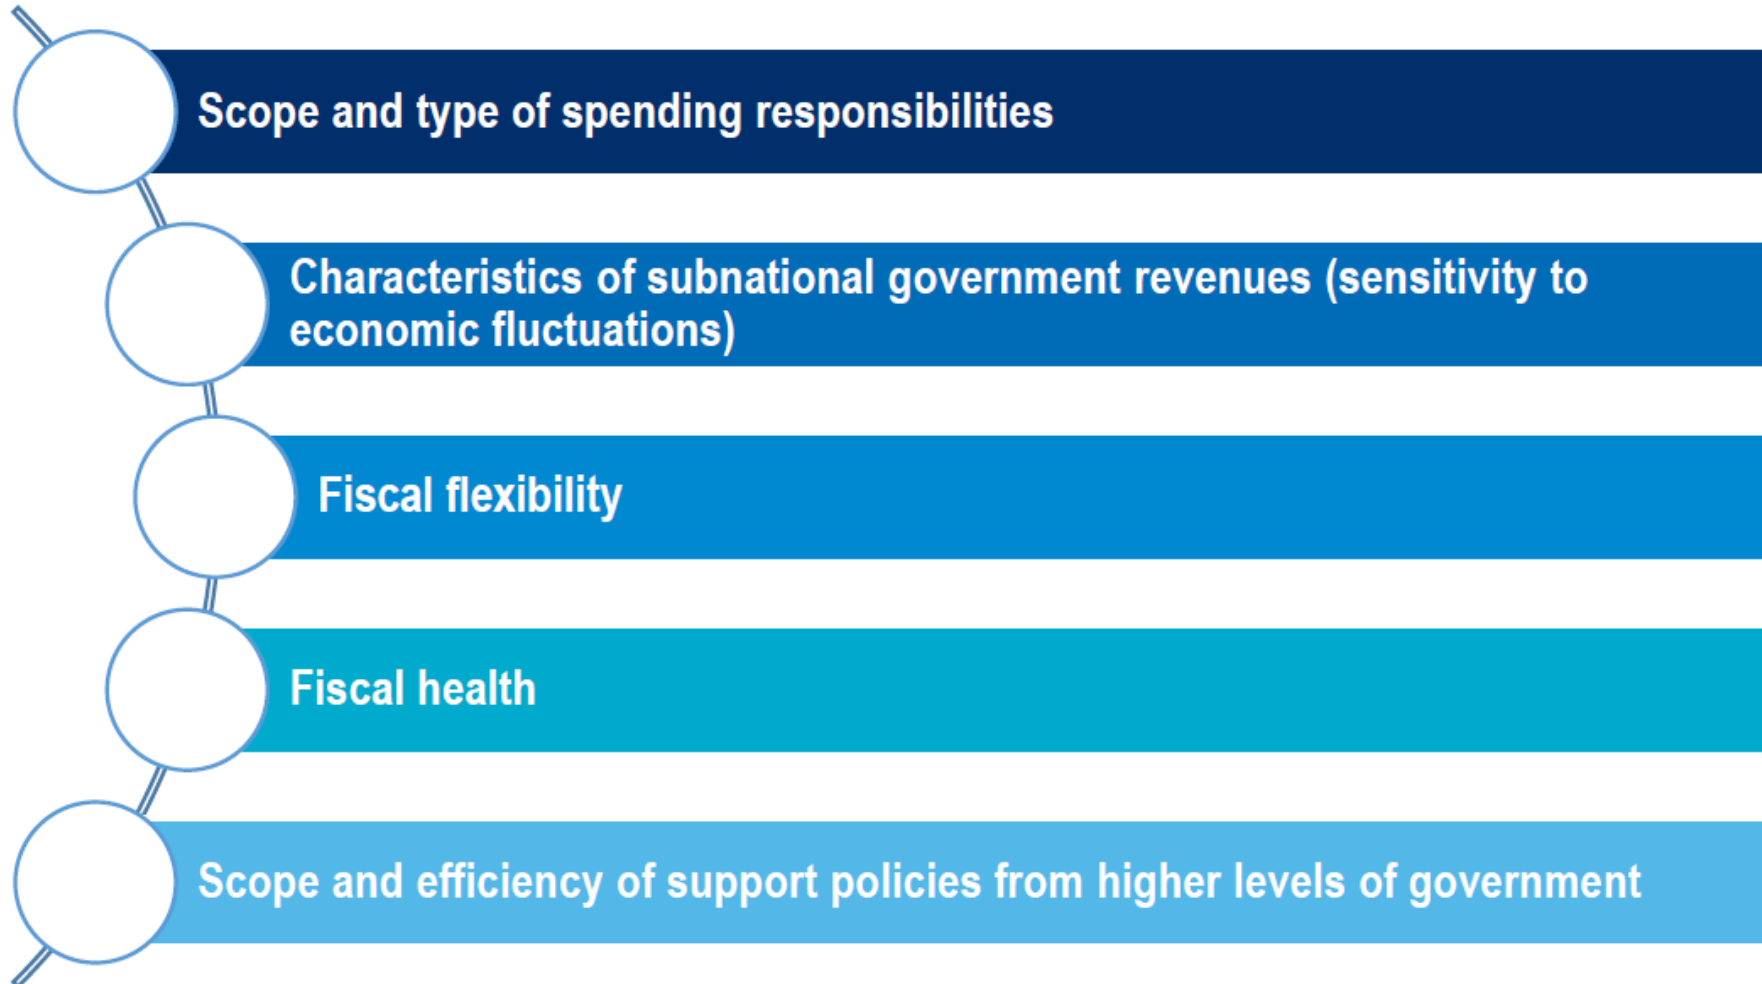 Scope and type of spending responsibilities
Characteristics of subnational government revenues (sensitivity to
economic fluctuations)
Fiscal flexibility
Fiscal health
Scope and efficiency of support policies from higher levels of government